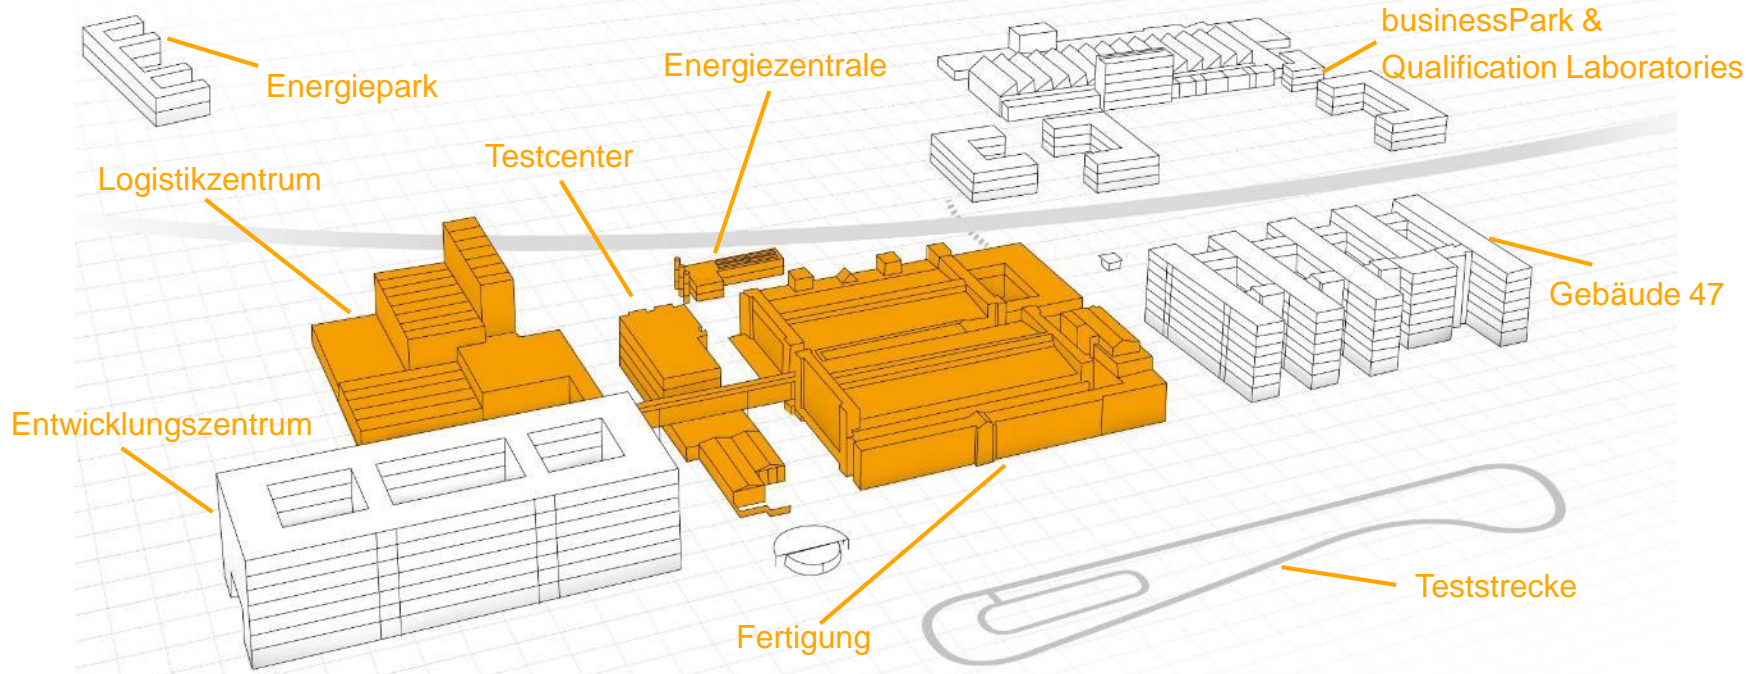 businessPark &
Qualification Laboratories
Energiezentrale
Energiepark
Testcenter
Logistikzentrum
Gebäude 47
Entwicklungszentrum
Teststrecke
Fertigung